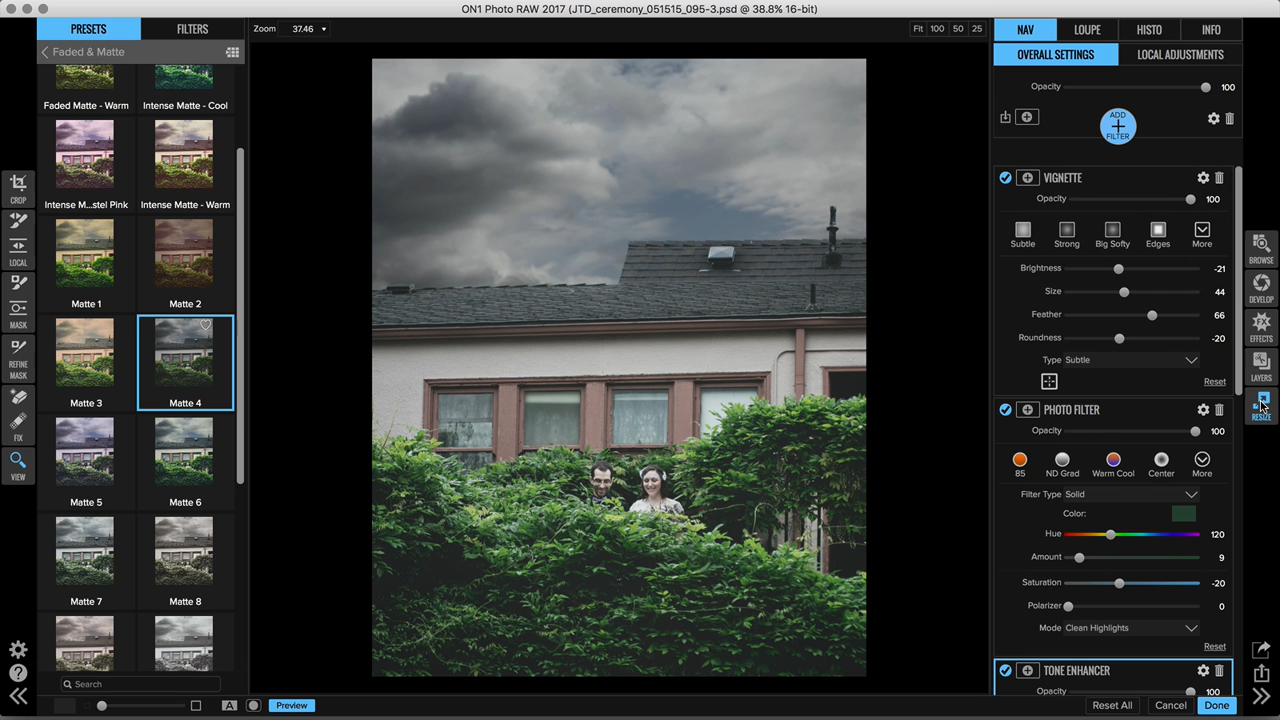 ON1 Photo RAW 2017 (JTD_ceremony_051515_095-3.psd @ 38.8% 16-bit)
PRESETS
FILTERS
Zoom 37.46
Fit 100 50 25
NAV
LOUPE
HISTO
INFO
Faded & Matte
OVERALL SETTINGS
LOCAL ADJUSTMENTS
Opacity 100
ADD
FILTER
Faded Matte - Warm
Intense Matte - Cool
Intense M...stel Pink
Intense Matte - Warm
Matte 1
Matte 2
Matte 3
Matte 4
Matte 5
Matte 6
Matte 7
Matte 8
Search
CROP
LOCAL
MASK
REFINE
MASK
FIX
VIEW
VIGNETTE
Opacity 100
Subtle
Strong
Big Softy
Edges
More
Brightness -21
Size 44
Feather 66
Roundness -20
Type Subtle
Reset
PHOTO FILTER
Opacity 100
85
ND Grad
Warm Cool
Center
More
Filter Type Solid
Color:
Hue 120
Amount 9
Saturation -20
Polarizer 0
Mode Clean Highlights
Reset
TONE ENHANCER
Opacity 100
BROWSE
DEVELOP
FX
EFFECTS
LAYERS
RESIZE
A
Preview
Reset All
Cancel
Done